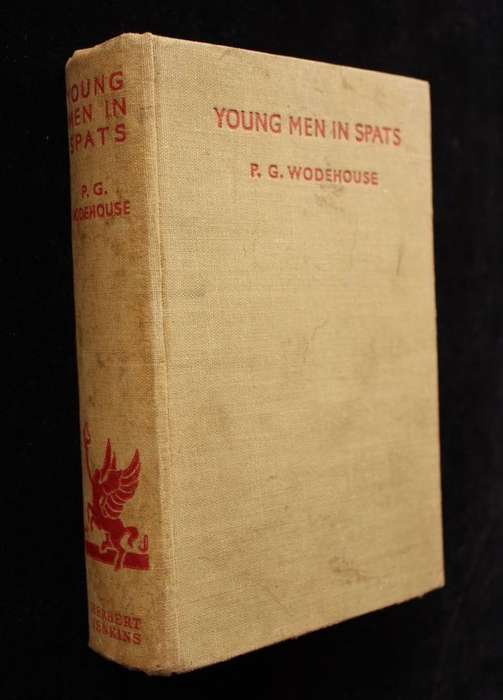 YOUNG
MEN IN
SPATS
P. G.
WODEHOUSE
HERBERT
JENKINS
YOUNG MEN IN SPATS
P. G. WODEHOUSE